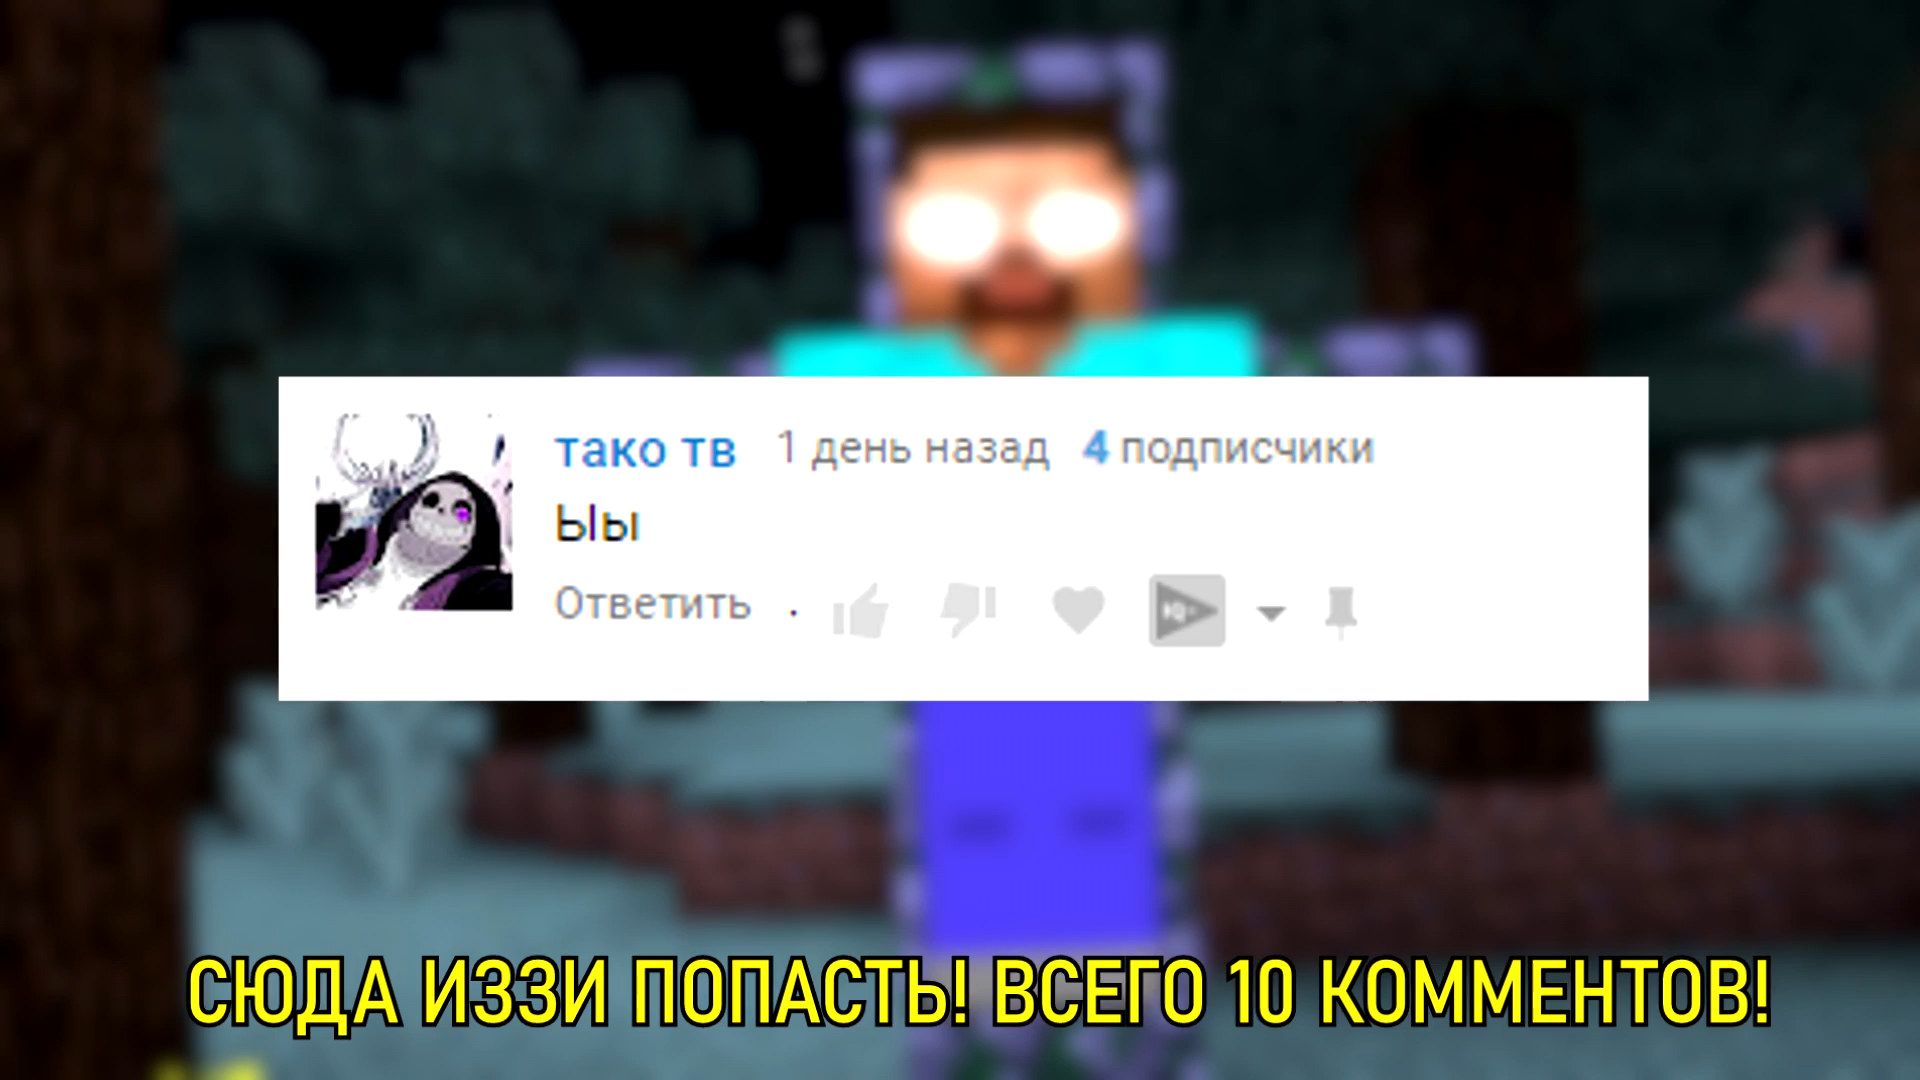 тако тв 1 день назад 4 подписчики
Ыы
Ответить .
СЮДА ИЗЗИ ПОПАСТЬ! ВСЕГО 10 КОММЕНТОВ!